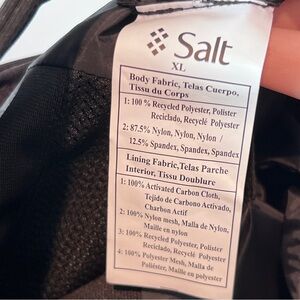 Salt
XL
Body Fabric, Telas Cuerpo,
Tissu du Corps
1: 100 % Recycled Polyester, Polister
Reciclado, Recyclé Polyester
2: 87.5% Nylon, Nylon, Nylon /
12.5% Spandex, Spandex, Spandex
Lining Fabric,Telas Parche
Interior, Tissu Doublure
1: 100% Activated Carbon Cloth,
Tejido de Carbono Activado,
Charbon Actif
2: 100% Nylon mesh, Malla de Nylon,
Maille en nylon
3: 100% Recycled Polyester, Polister
Reciclado, Recyclé Polyester
4: 100% Polyester Mesh, Malla de
Poliéster, Maille en polyester